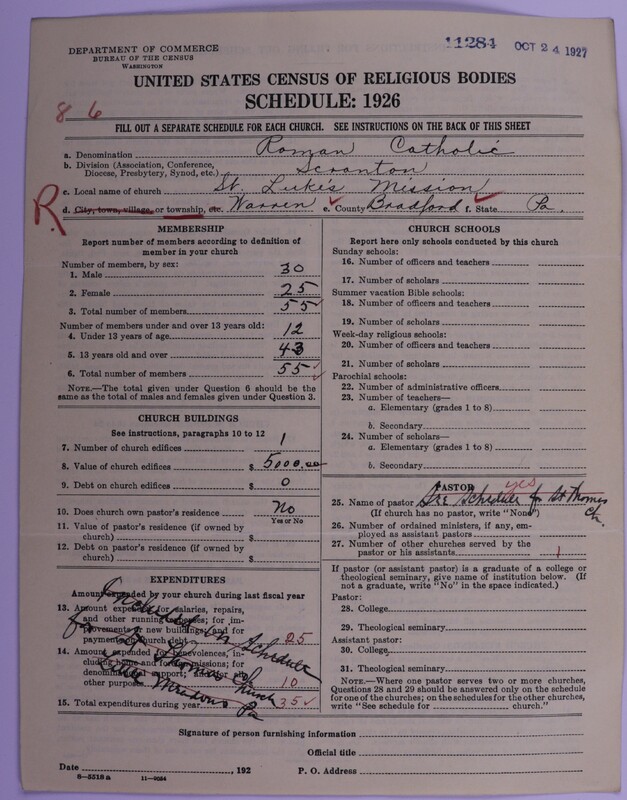 DEPARTMENT OF COMMERCE
BUREAU OF THE CENSUS
WASHINGTON
11284 OCT 24 1927
UNITED STATES CENSUS OF RELIGIOUS BODIES
SCHEDULE: 1926
8 6
FILL OUT A SEPARATE SCHEDULE FOR EACH CHURCH. SEE INSTRUCTIONS ON THE BACK OF THIS SHEET
a. Denomination Roman Catholic
b. Division (Association, Conference, Diocese, Presbytery, Synod, etc.) Scranton
c. Local name of church St. Luke's Mission
R. d. City, town, village, or township, etc. Warren e. County Bradford f. State Pa.
MEMBERSHIP
Report number of members according to definition of
member in your church
Number of members, by sex:
1. Male 30
2. Female 25
3. Total number of members 55
Number of members under and over 13 years old:
4. Under 13 years of age 12
5. 13 years old and over 43
6. Total number of members 55
NOTE.—The total given under Question 6 should be
same as the total of males and females given under Question 3.
CHURCH BUILDINGS
See instructions, paragraphs 10 to 12
7. Number of church edifices 1
8. Value of church edifices $ 5000.00
9. Debt on church edifices $ 0
10. Does church own pastor's residence No
Yes or No
11. Value of pastor's residence (if owned by
church) $
12. Debt on pastor's residence (if owned by
church) $
EXPENDITURES
Amount expended by your church during last fiscal year
13. Amount expended for salaries, repairs,
and other running expenses; for im-
provements or new buildings; and for
payments on church debt 25
14. Amount expended for benevolences, in-
cluding home and foreign missions; for
denominational support; and for all
other purposes 10
15. Total expenditures during year 35
Included in Schedule
for St. Thomas Church
Little Meadows Pa
CHURCH SCHOOLS
Report here only schools conducted by this church
Sunday schools:
16. Number of officers and teachers
17. Number of scholars
Summer vacation Bible schools:
18. Number of officers and teachers
19. Number of scholars
Week-day religious schools:
20. Number of officers and teachers
21. Number of scholars
Parochial schools:
22. Number of administrative officers
23. Number of teachers—
a. Elementary (grades 1 to 8)
b. Secondary
24. Number of scholars—
a. Elementary (grades 1 to 8)
b. Secondary
PASTOR yes
25. Name of pastor See Schedule for St Thomas Ch.
(If church has no pastor, write "None")
26. Number of ordained ministers, if any, em-
ployed as assistant pastors
27. Number of other churches served by the
pastor or his assistants 1
If pastor (or assistant pastor) is a graduate of a college or
theological seminary, give name of institution below. (If
not a graduate, write "No" in the space indicated.)
Pastor:
28. College
29. Theological seminary
Assistant pastor:
30. College
31. Theological seminary
NOTE.—Where one pastor serves two or more churches,
Questions 28 and 29 should be answered only on the schedule
for one of the churches; on the schedules for the other churches,
write "See schedule for church."
Signature of person furnishing information
Official title
Date , 192 P. O. Address
8—5518 a 11—9034